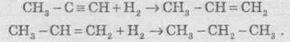 CH₃—C≡CH+H₂ → CH₃—CH=CH₂
CH₃—CH=CH₂+H₂ → CH₃—CH₂—CH₃.